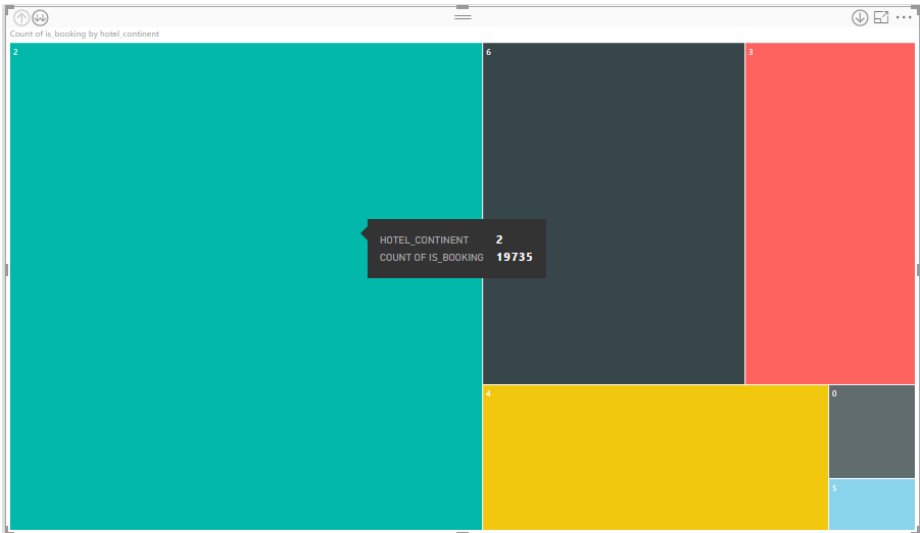 Count of is_booking by hotel_continent
2
6
3
HOTEL_CONTINENT 2
COUNT OF IS_BOOKING 19735
4
0
5